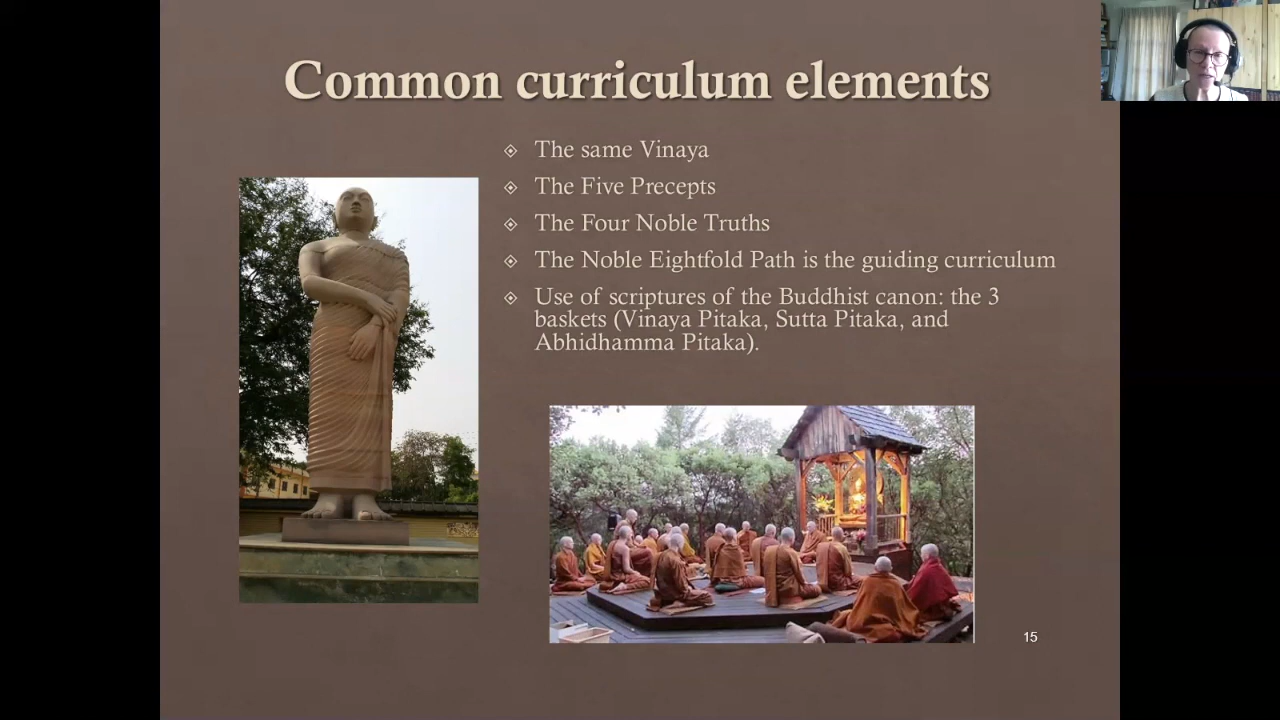 Common curriculum elements
The same Vinaya
The Five Precepts
The Four Noble Truths
The Noble Eightfold Path is the guiding curriculum
Use of scriptures of the Buddhist canon: the 3
baskets (Vinaya Pitaka, Sutta Pitaka, and
Abhidhamma Pitaka).
15